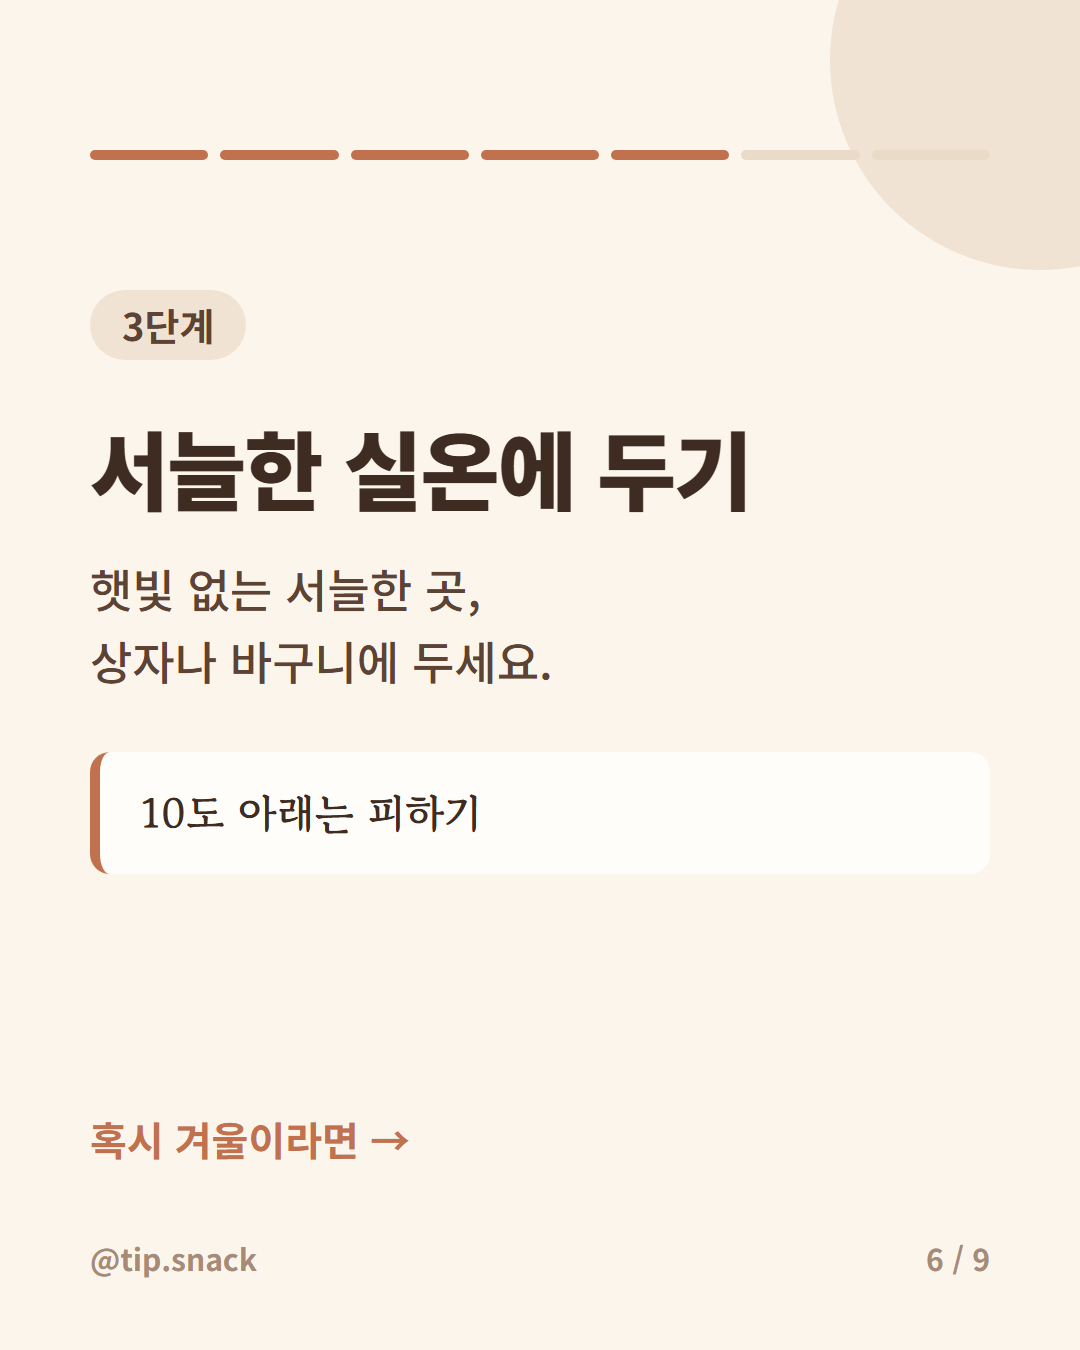 3단계
서늘한 실온에 두기
햇빛 없는 서늘한 곳,
상자나 바구니에 두세요.
10도 아래는 피하기
혹시 겨울이라면 →
@tip.snack
6 / 9